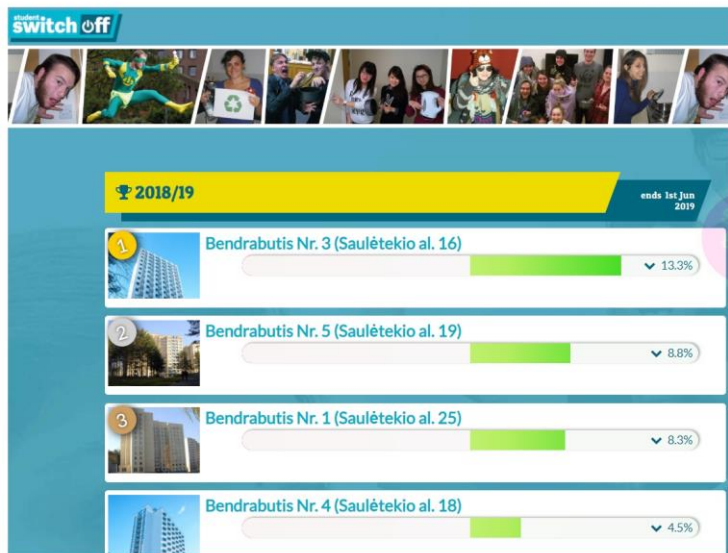 student
switch off
2018/19
ends 1st Jun
2019
1
Bendrabutis Nr. 3 (Saulėtekio al. 16)
13.3%
2
Bendrabutis Nr. 5 (Saulėtekio al. 19)
8.8%
3
Bendrabutis Nr. 1 (Saulėtekio al. 25)
8.3%
Bendrabutis Nr. 4 (Saulėtekio al. 18)
4.5%